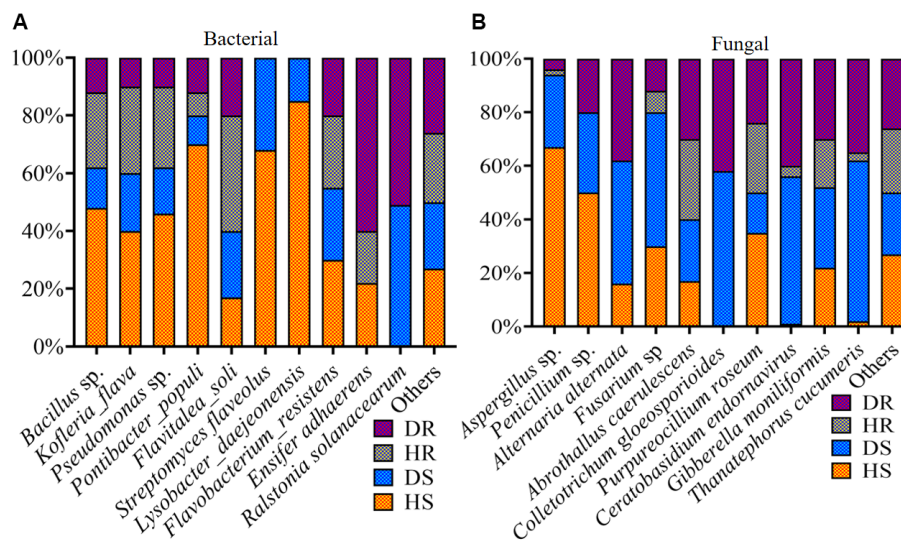 A
Bacterial
100%
80%
60%
40%
20%
0%
Bacillus sp.
Kofleria_flava
Pseudomonas sp.
Pontibacter_populi
Flavitalea_soli
Streptomyces flaveolus
Lysobacter_daejeonensis
Flavobacterium_resistens
Ensifer adhaerens
Ralstonia solanacearum
Others
DR
HR
DS
HS
B
Fungal
100%
80%
60%
40%
20%
0%
Aspergillus sp.
Penicillium sp.
Alternaria alternata
Fusarium sp
Abrothallus caerulescens
Colletotrichum gloeosporioides
Purpureocillium roseum
Ceratobasidium endornavirus
Gibberella moniliformis
Thanatephorus cucumeris
Others
DR
HR
DS
HS